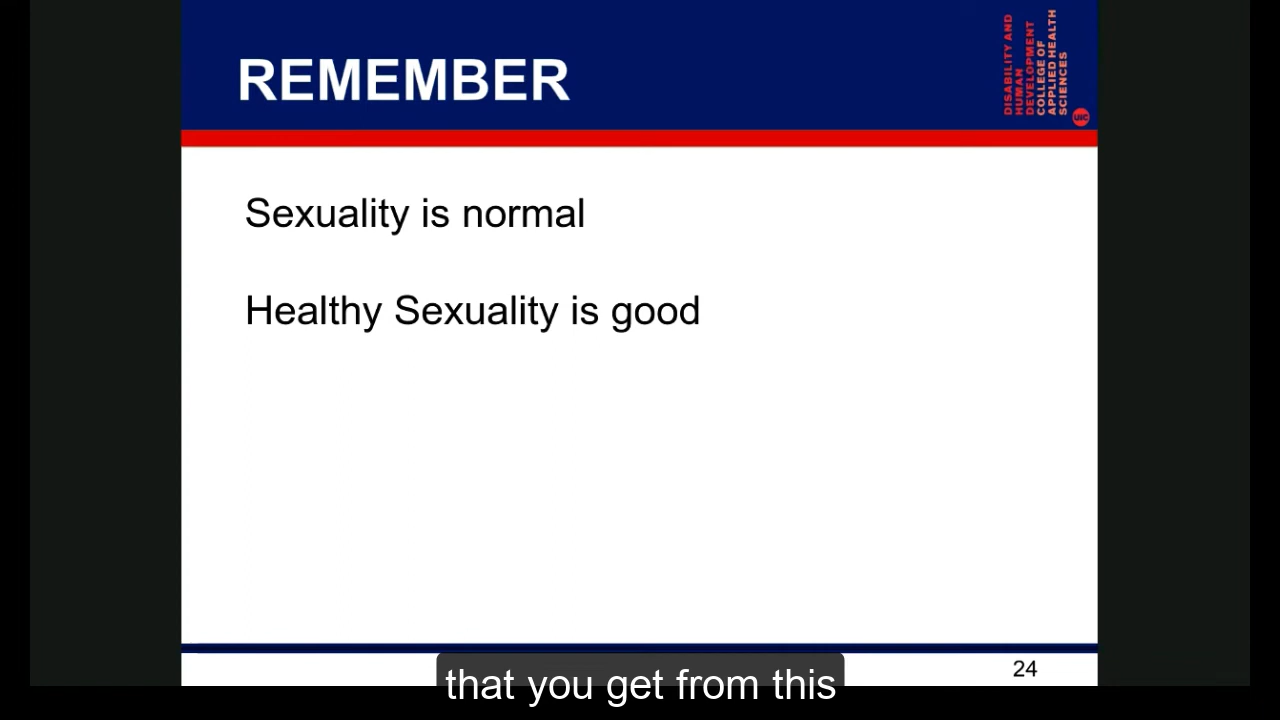 REMEMBER
DISABILITY AND
HUMAN
DEVELOPMENT
COLLEGE OF
APPLIED HEALTH
SCIENCES
UIC
Sexuality is normal
Healthy Sexuality is good
24
that you get from this